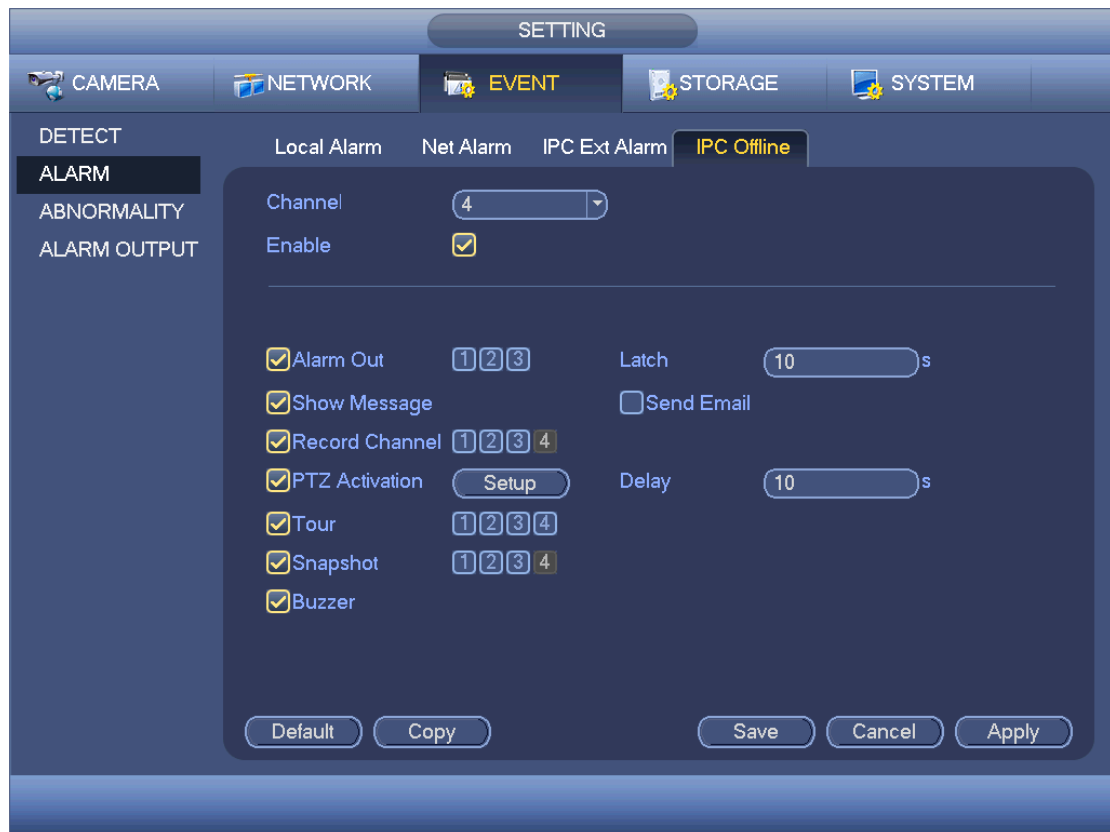 SETTING
CAMERA NETWORK EVENT STORAGE SYSTEM
DETECT
ALARM
ABNORMALITY
ALARM OUTPUT
Local Alarm Net Alarm IPC Ext Alarm IPC Offline
Channel 4
Enable
Alarm Out 1 2 3 Latch 10 s
Show Message Send Email
Record Channel 1 2 3 4
PTZ Activation Setup Delay 10 s
Tour 1 2 3 4
Snapshot 1 2 3 4
Buzzer
Default Copy Save Cancel Apply